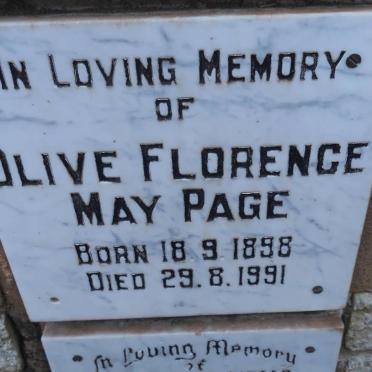 IN LOVING MEMORY
OF
OLIVE FLORENCE
MAY PAGE
BORN 18.9.1898
DIED 29.8.1991
In Loving Memory
of